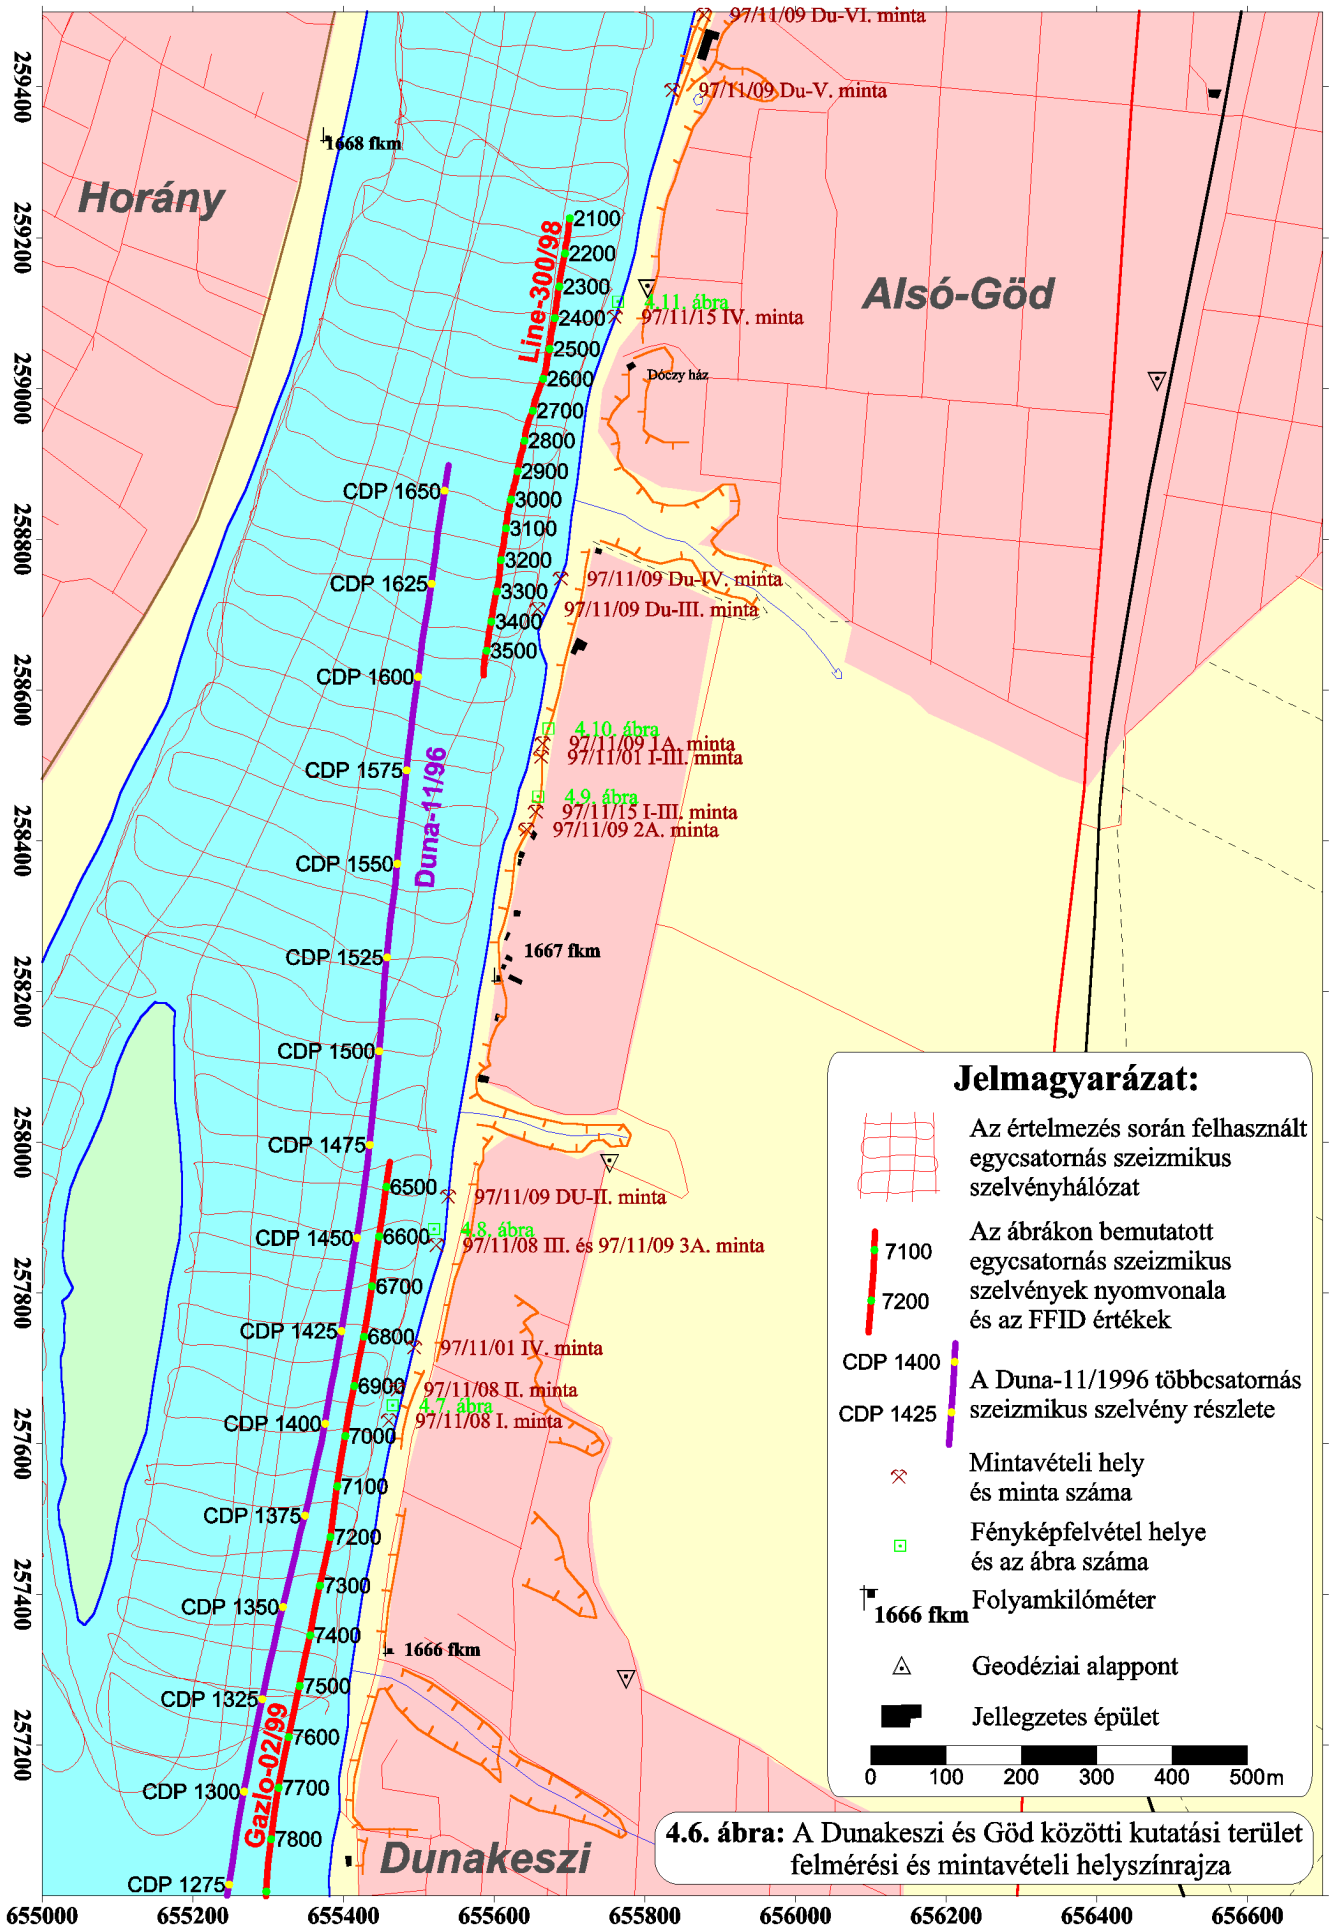 97/11/09 Du-VI. minta
259400
97/11/09 Du-V. minta
1668 fkm
Horány
2100
259200
Line-300/98
2200
2300
Alsó-Göd
4.11. ábra
2400
97/11/15 IV. minta
2500
Dóczy ház
2600
259000
2700
2800
2900
CDP 1650
3000
3100
258800
3200
CDP 1625
97/11/09 Du-IV. minta
3300
97/11/09 Du-III. minta
3400
3500
CDP 1600
258600
4.10. ábra
97/11/09 1A. minta
97/11/01 I-III. minta
CDP 1575
Duna-11/96
4.9. ábra
97/11/15 I-III. minta
97/11/09 2A. minta
258400
CDP 1550
1667 fkm
CDP 1525
258200
CDP 1500
258000
CDP 1475
6500
97/11/09 DU-II. minta
4.8. ábra
CDP 1450
6600
97/11/08 III. és 97/11/09 3A. minta
257800
6700
CDP 1425
6800
97/11/01 IV. minta
6900
97/11/08 II. minta
4.7. ábra
CDP 1400
97/11/08 I. minta
257600
7000
7100
CDP 1375
7200
7300
257400
CDP 1350
7400
1666 fkm
7500
CDP 1325
Gazlo-02/99
7600
257200
7700
CDP 1300
7800
Dunakeszi
CDP 1275
655000
655200
655400
655600
655800
656000
656200
656400
656600
Jelmagyarázat:
Az értelmezés során felhasznált
egycsatornás szeizmikus
szelvényhálózat
7100
7200
Az ábrákon bemutatott
egycsatornás szeizmikus
szelvények nyomvonala
és az FFID értékek
CDP 1400
CDP 1425
A Duna-11/1996 többcsatornás
szeizmikus szelvény részlete
Mintavételi hely
és minta száma
Fényképfelvétel helye
és az ábra száma
1666 fkm
Folyamkilóméter
Geodéziai alappont
Jellegzetes épület
0 100 200 300 400 500m
4.6. ábra: A Dunakeszi és Göd közötti kutatási terület
felmérési és mintavételi helyszínrajza